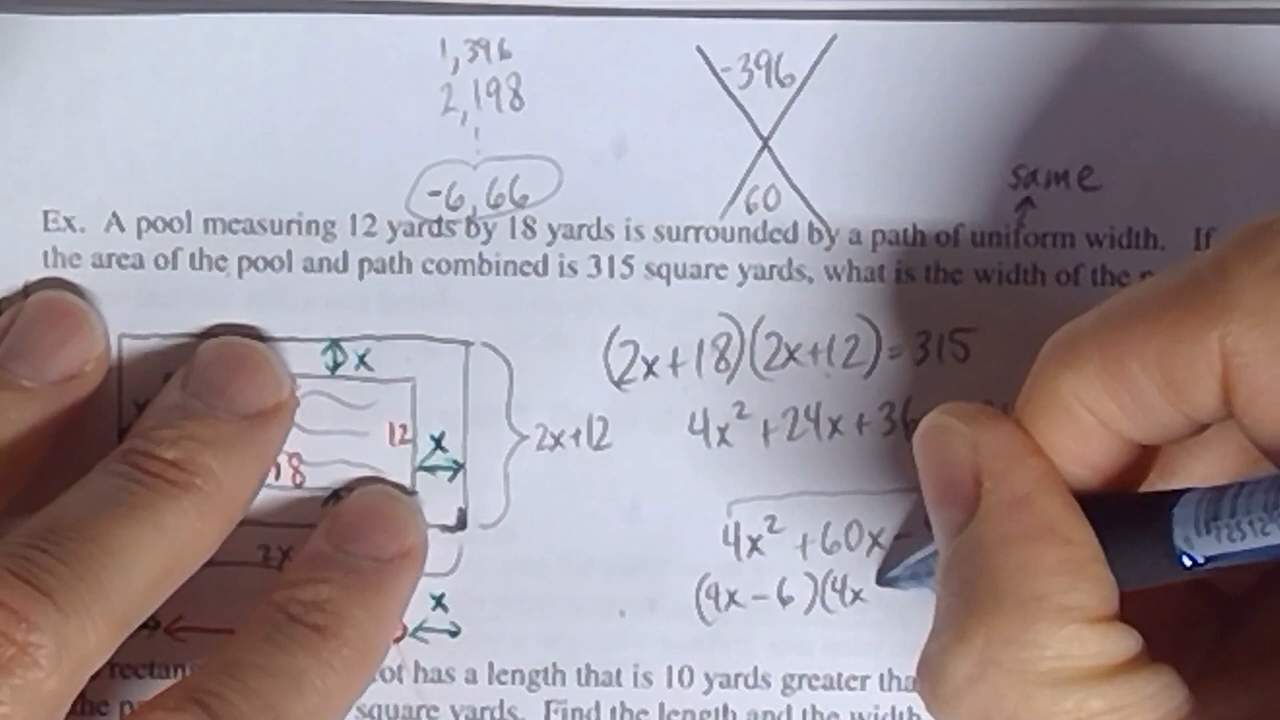 1,396
2,198
-6,66
-396
60
same
Ex. A pool measuring 12 yards by 18 yards is surrounded by a path of uniform width. If
the area of the pool and path combined is 315 square yards, what is the width of the
x
12
x
18
2x+12
2x
x
(2x+18)(2x+12)=315
4x² +24x+36
4x² +60x-
(4x-6)(4x
has a length that is 10 yards greater
square yards. Find the length and the width